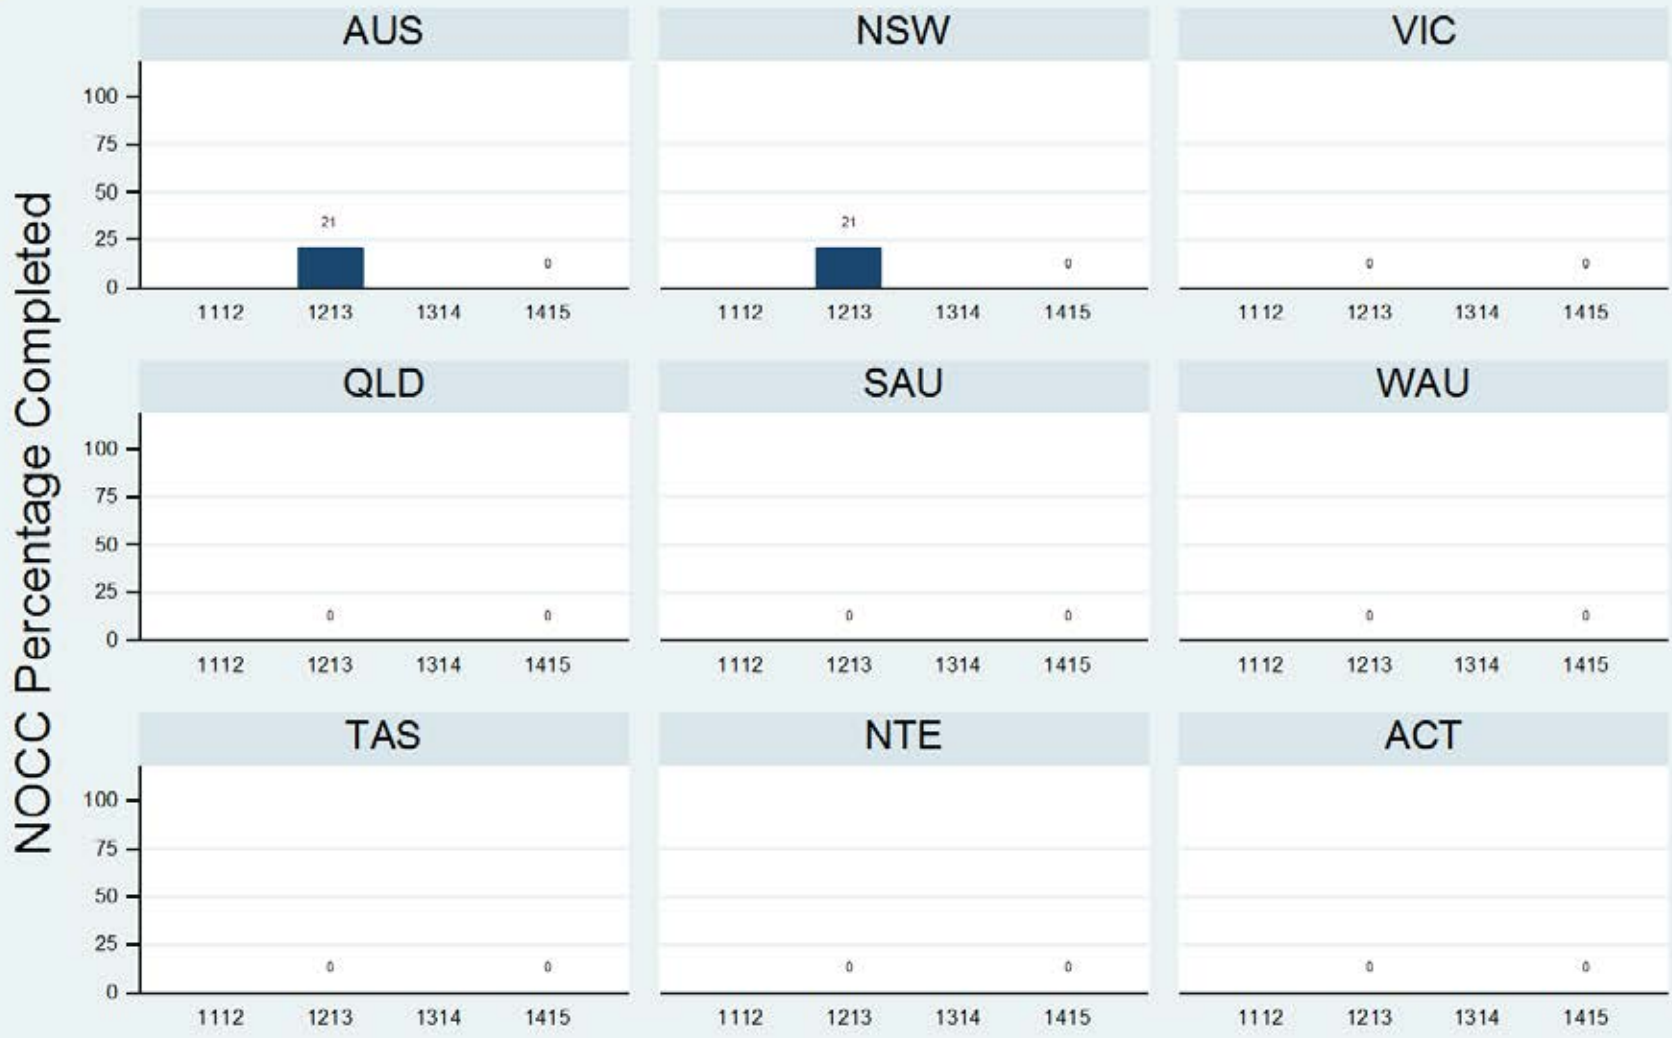 NOCC Percentage Completed
AUS NSW VIC
100
75
50
25
0
21 0 21 0 0 0
1112 1213 1314 1415 1112 1213 1314 1415 1112 1213 1314 1415
QLD SAU WAU
100
75
50
25
0
0 0 0 0 0 0
1112 1213 1314 1415 1112 1213 1314 1415 1112 1213 1314 1415
TAS NTE ACT
100
75
50
25
0
0 0 0 0 0 0
1112 1213 1314 1415 1112 1213 1314 1415 1112 1213 1314 1415